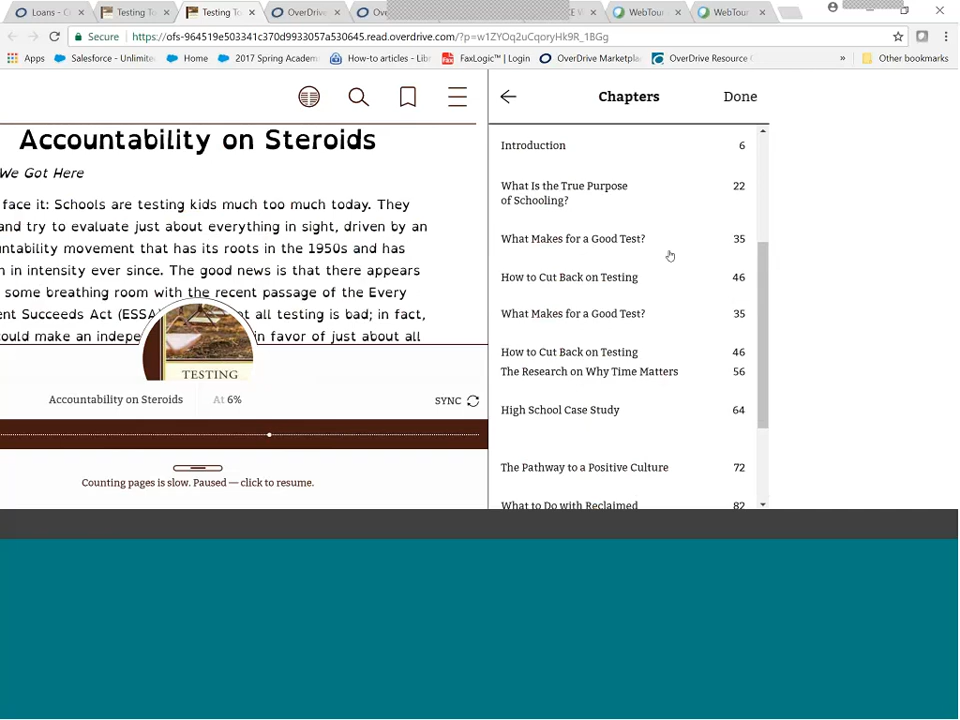 Loans - C
Testing To
Testing To
OverDrive
Ove
E W
WebTour
WebTour
Secure
https://ofs-964519e503341c370d9933057a530645.read.overdrive.com/?p=w1ZYOq2uCqoryHk9R_1BGg
Apps
Salesforce - Unlimite
Home
2017 Spring Academ
How-to articles - Libr
Fax
FaxLogic™ | Login
OverDrive Marketpla
OverDrive Resource C
»
Other bookmarks
Accountability on Steroids
We Got Here
face it: Schools are testing kids much too much today. They
and try to evaluate just about everything in sight, driven by an
untability movement that has its roots in the 1950s and has
n in intensity ever since. The good news is that there appears
some breathing room with the recent passage of the Every
ent Succeeds Act (ESSA) ot all testing is bad; in fact,
ould make an indepe in favor of just about all
TESTING
Accountability on Steroids
At 6%
SYNC
Counting pages is slow. Paused — click to resume.
Chapters
Done
Introduction 6
What Is the True Purpose 22
of Schooling?
What Makes for a Good Test? 35
How to Cut Back on Testing 46
What Makes for a Good Test? 35
How to Cut Back on Testing 46
The Research on Why Time Matters 56
High School Case Study 64
The Pathway to a Positive Culture 72
What to Do with Reclaimed 82